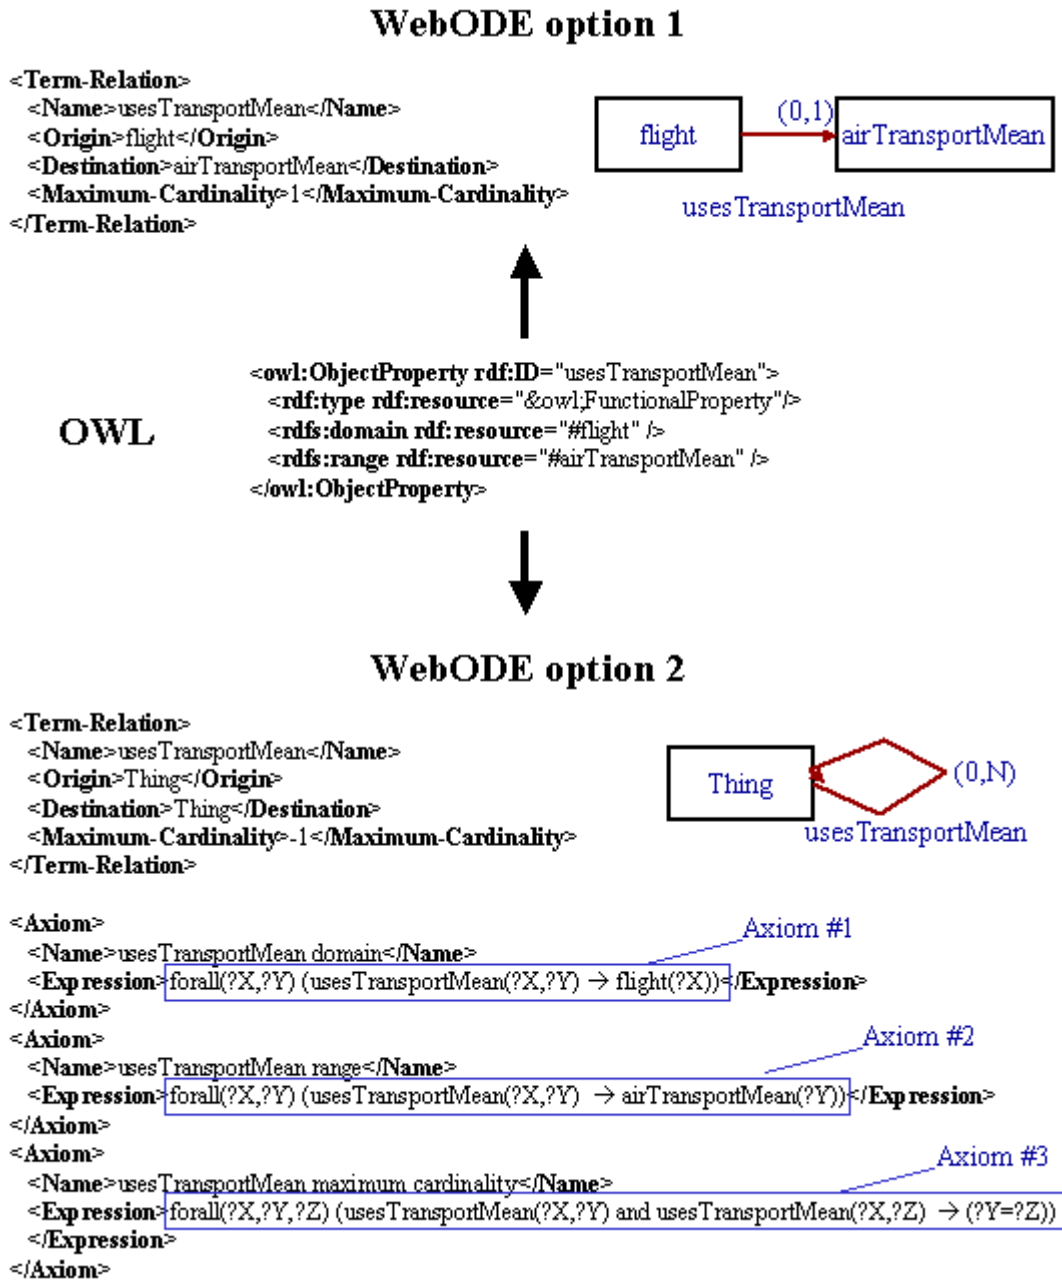 WebODE option 1
<Term-Relation>
<Name>usesTransportMean</Name>
<Origin>flight</Origin>
<Destination>airTransportMean</Destination>
<Maximum-Cardinality>1</Maximum-Cardinality>
</Term-Relation>
flight
(0,1)
airTransportMean
usesTransportMean
OWL
<owl:ObjectProperty rdf:ID="usesTransportMean">
<rdf:type rdf:resource="&owl;FunctionalProperty"/>
<rdfs:domain rdf:resource="#flight" />
<rdfs:range rdf:resource="#airTransportMean" />
</owl:ObjectProperty>
WebODE option 2
<Term-Relation>
<Name>usesTransportMean</Name>
<Origin>Thing</Origin>
<Destination>Thing</Destination>
<Maximum-Cardinality>-1</Maximum-Cardinality>
</Term-Relation>
Thing
(0,N)
usesTransportMean
<Axiom>
Axiom #1
<Name>usesTransportMean domain</Name>
<Expression>forall(?X,?Y) (usesTransportMean(?X,?Y) → flight(?X))</Expression>
</Axiom>
<Axiom>
Axiom #2
<Name>usesTransportMean range</Name>
<Expression>forall(?X,?Y) (usesTransportMean(?X,?Y) → airTransportMean(?Y))</Expression>
</Axiom>
<Axiom>
Axiom #3
<Name>usesTransportMean maximum cardinality</Name>
<Expression>forall(?X,?Y,?Z) (usesTransportMean(?X,?Y) and usesTransportMean(?X,?Z) → (?Y=?Z))
</Expression>
</Axiom>